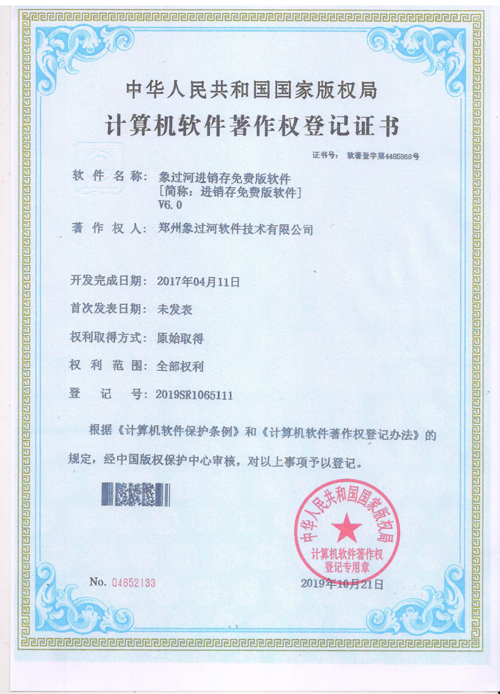 中华人民共和国国家版权局
计算机软件著作权登记证书
证书号: 软著登字第4485868号
软件名称: 象过河进销存免费版软件
[简称: 进销存免费版软件]
V6.0
著作权人: 郑州象过河软件技术有限公司
开发完成日期: 2017年04月11日
首次发表日期: 未发表
权利取得方式: 原始取得
权利范围: 全部权利
登记号: 2019SR1065111
根据《计算机软件保护条例》和《计算机软件著作权登记办法》的
规定，经中国版权保护中心审核，对以上事项予以登记。
中华人民共和国国家版权局
计算机软件著作权
登记专用章
No. 04652183
2019年10月21日